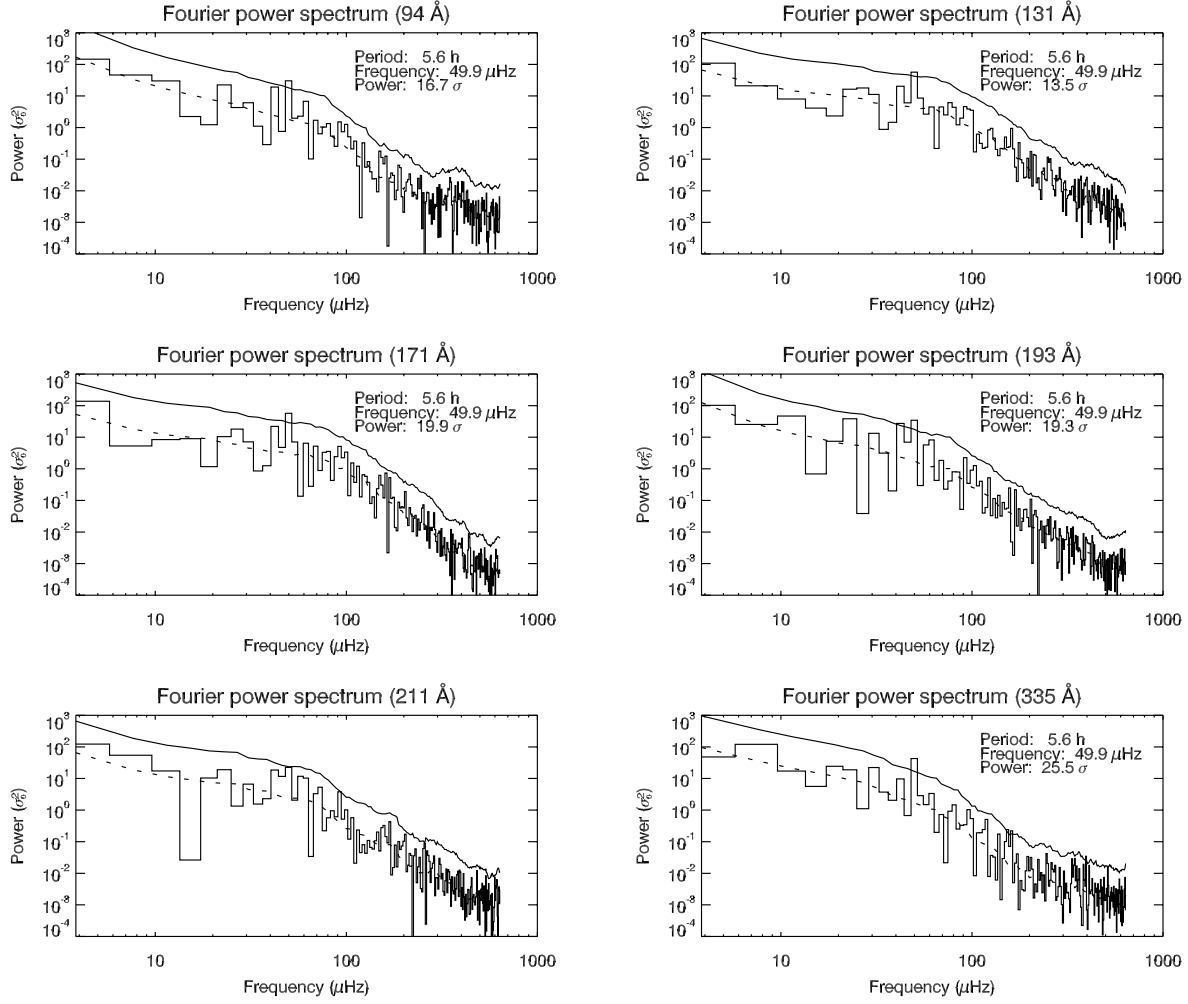 Fourier power spectrum (94 Å)
10³
10²
10¹
10⁰
10⁻¹
10⁻²
10⁻³
10⁻⁴
Power (σ₀²)
Period: 5.6 h
Frequency: 49.9 μHz
Power: 16.7 σ
10 100 1000
Frequency (μHz)
Fourier power spectrum (131 Å)
10³
10²
10¹
10⁰
10⁻¹
10⁻²
10⁻³
10⁻⁴
Power (σ₀²)
Period: 5.6 h
Frequency: 49.9 μHz
Power: 13.5 σ
10 100 1000
Frequency (μHz)
Fourier power spectrum (171 Å)
10³
10²
10¹
10⁰
10⁻¹
10⁻²
10⁻³
10⁻⁴
Power (σ₀²)
Period: 5.6 h
Frequency: 49.9 μHz
Power: 19.9 σ
10 100 1000
Frequency (μHz)
Fourier power spectrum (193 Å)
10³
10²
10¹
10⁰
10⁻¹
10⁻²
10⁻³
10⁻⁴
Power (σ₀²)
Period: 5.6 h
Frequency: 49.9 μHz
Power: 19.3 σ
10 100 1000
Frequency (μHz)
Fourier power spectrum (211 Å)
10³
10²
10¹
10⁰
10⁻¹
10⁻²
10⁻³
10⁻⁴
Power (σ₀²)
10 100 1000
Frequency (μHz)
Fourier power spectrum (335 Å)
10³
10²
10¹
10⁰
10⁻¹
10⁻²
10⁻³
10⁻⁴
Power (σ₀²)
Period: 5.6 h
Frequency: 49.9 μHz
Power: 25.5 σ
10 100 1000
Frequency (μHz)